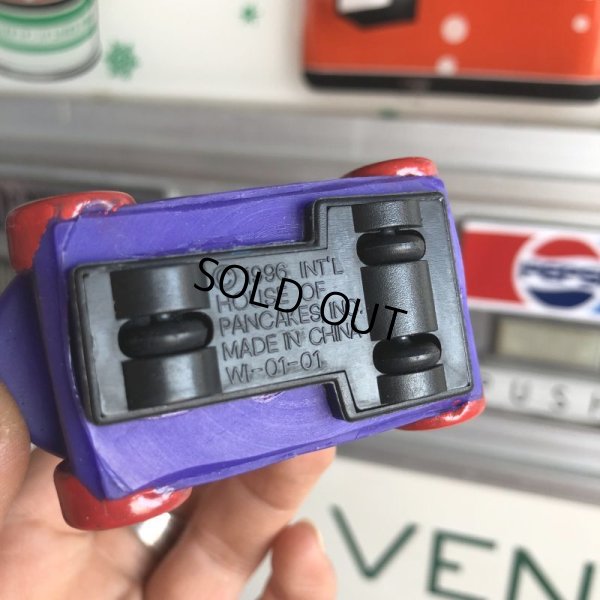 PEPSI
© 1996 INT'L
HOUSE OF
PANCAKES INC.
MADE IN CHINA
WI-01-01
SOLD OUT
PUSH
VEN